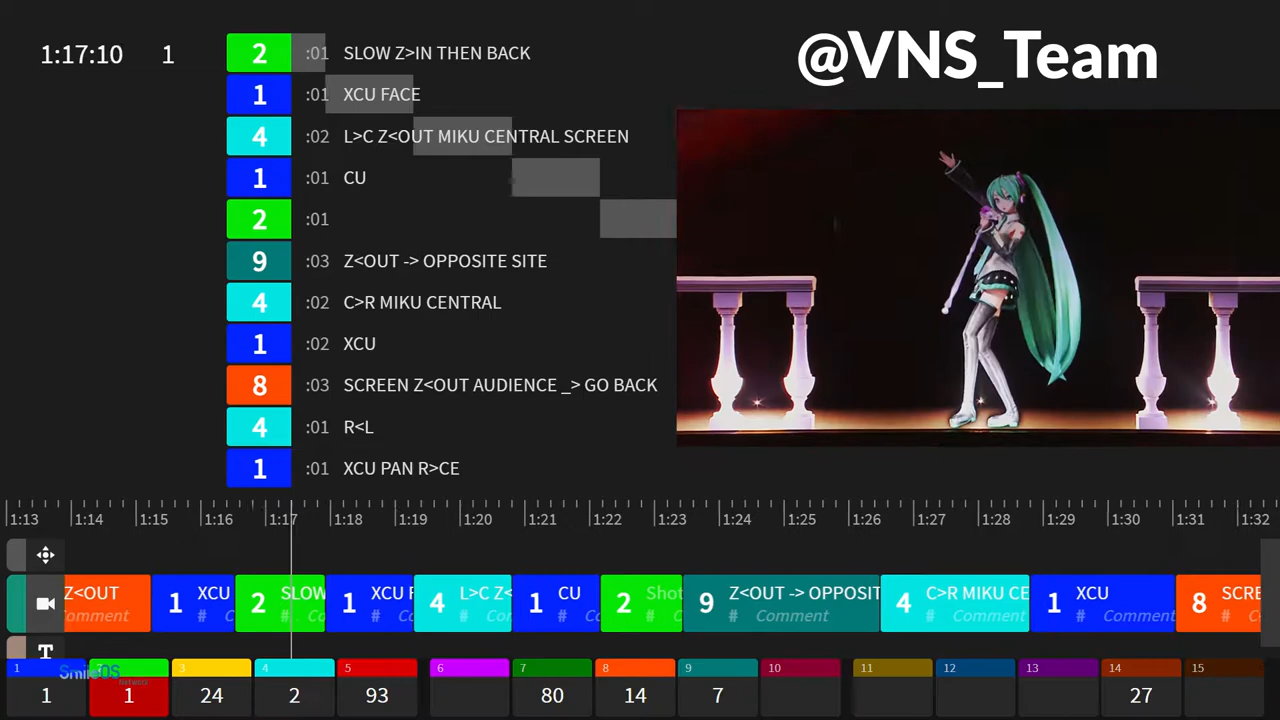 1:17:10 1
@VNS_Team
2 :01 SLOW Z>IN THEN BACK
1 :01 XCU FACE
4 :02 L>C Z<OUT MIKU CENTRAL SCREEN
1 :01 CU
2 :01
9 :03 Z<OUT -> OPPOSITE SITE
4 :02 C>R MIKU CENTRAL
1 :02 XCU
8 :03 SCREEN Z<OUT AUDIENCE _> GO BACK
4 :01 R<L
1 :01 XCU PAN R>CE
1:13 1:14 1:15 1:16 1:17 1:18 1:19 1:20 1:21 1:22 1:23 1:24 1:25 1:26 1:27 1:28 1:29 1:30 1:31 1:32
Z<OUT 1 XCU 2 SLOW 1 XCU F 4 L>C Z< 1 CU 2 Shot 9 Z<OUT -> OPPOSIT 4 C>R MIKU CE 1 XCU 8 SCRE
Comment # Co # C # # # Co # C # Comment # Comment # Comment #
T
1 3 4 5 6 7 8 9 10 11 12 13 14 15
1 1 24 2 93 80 14 7 27